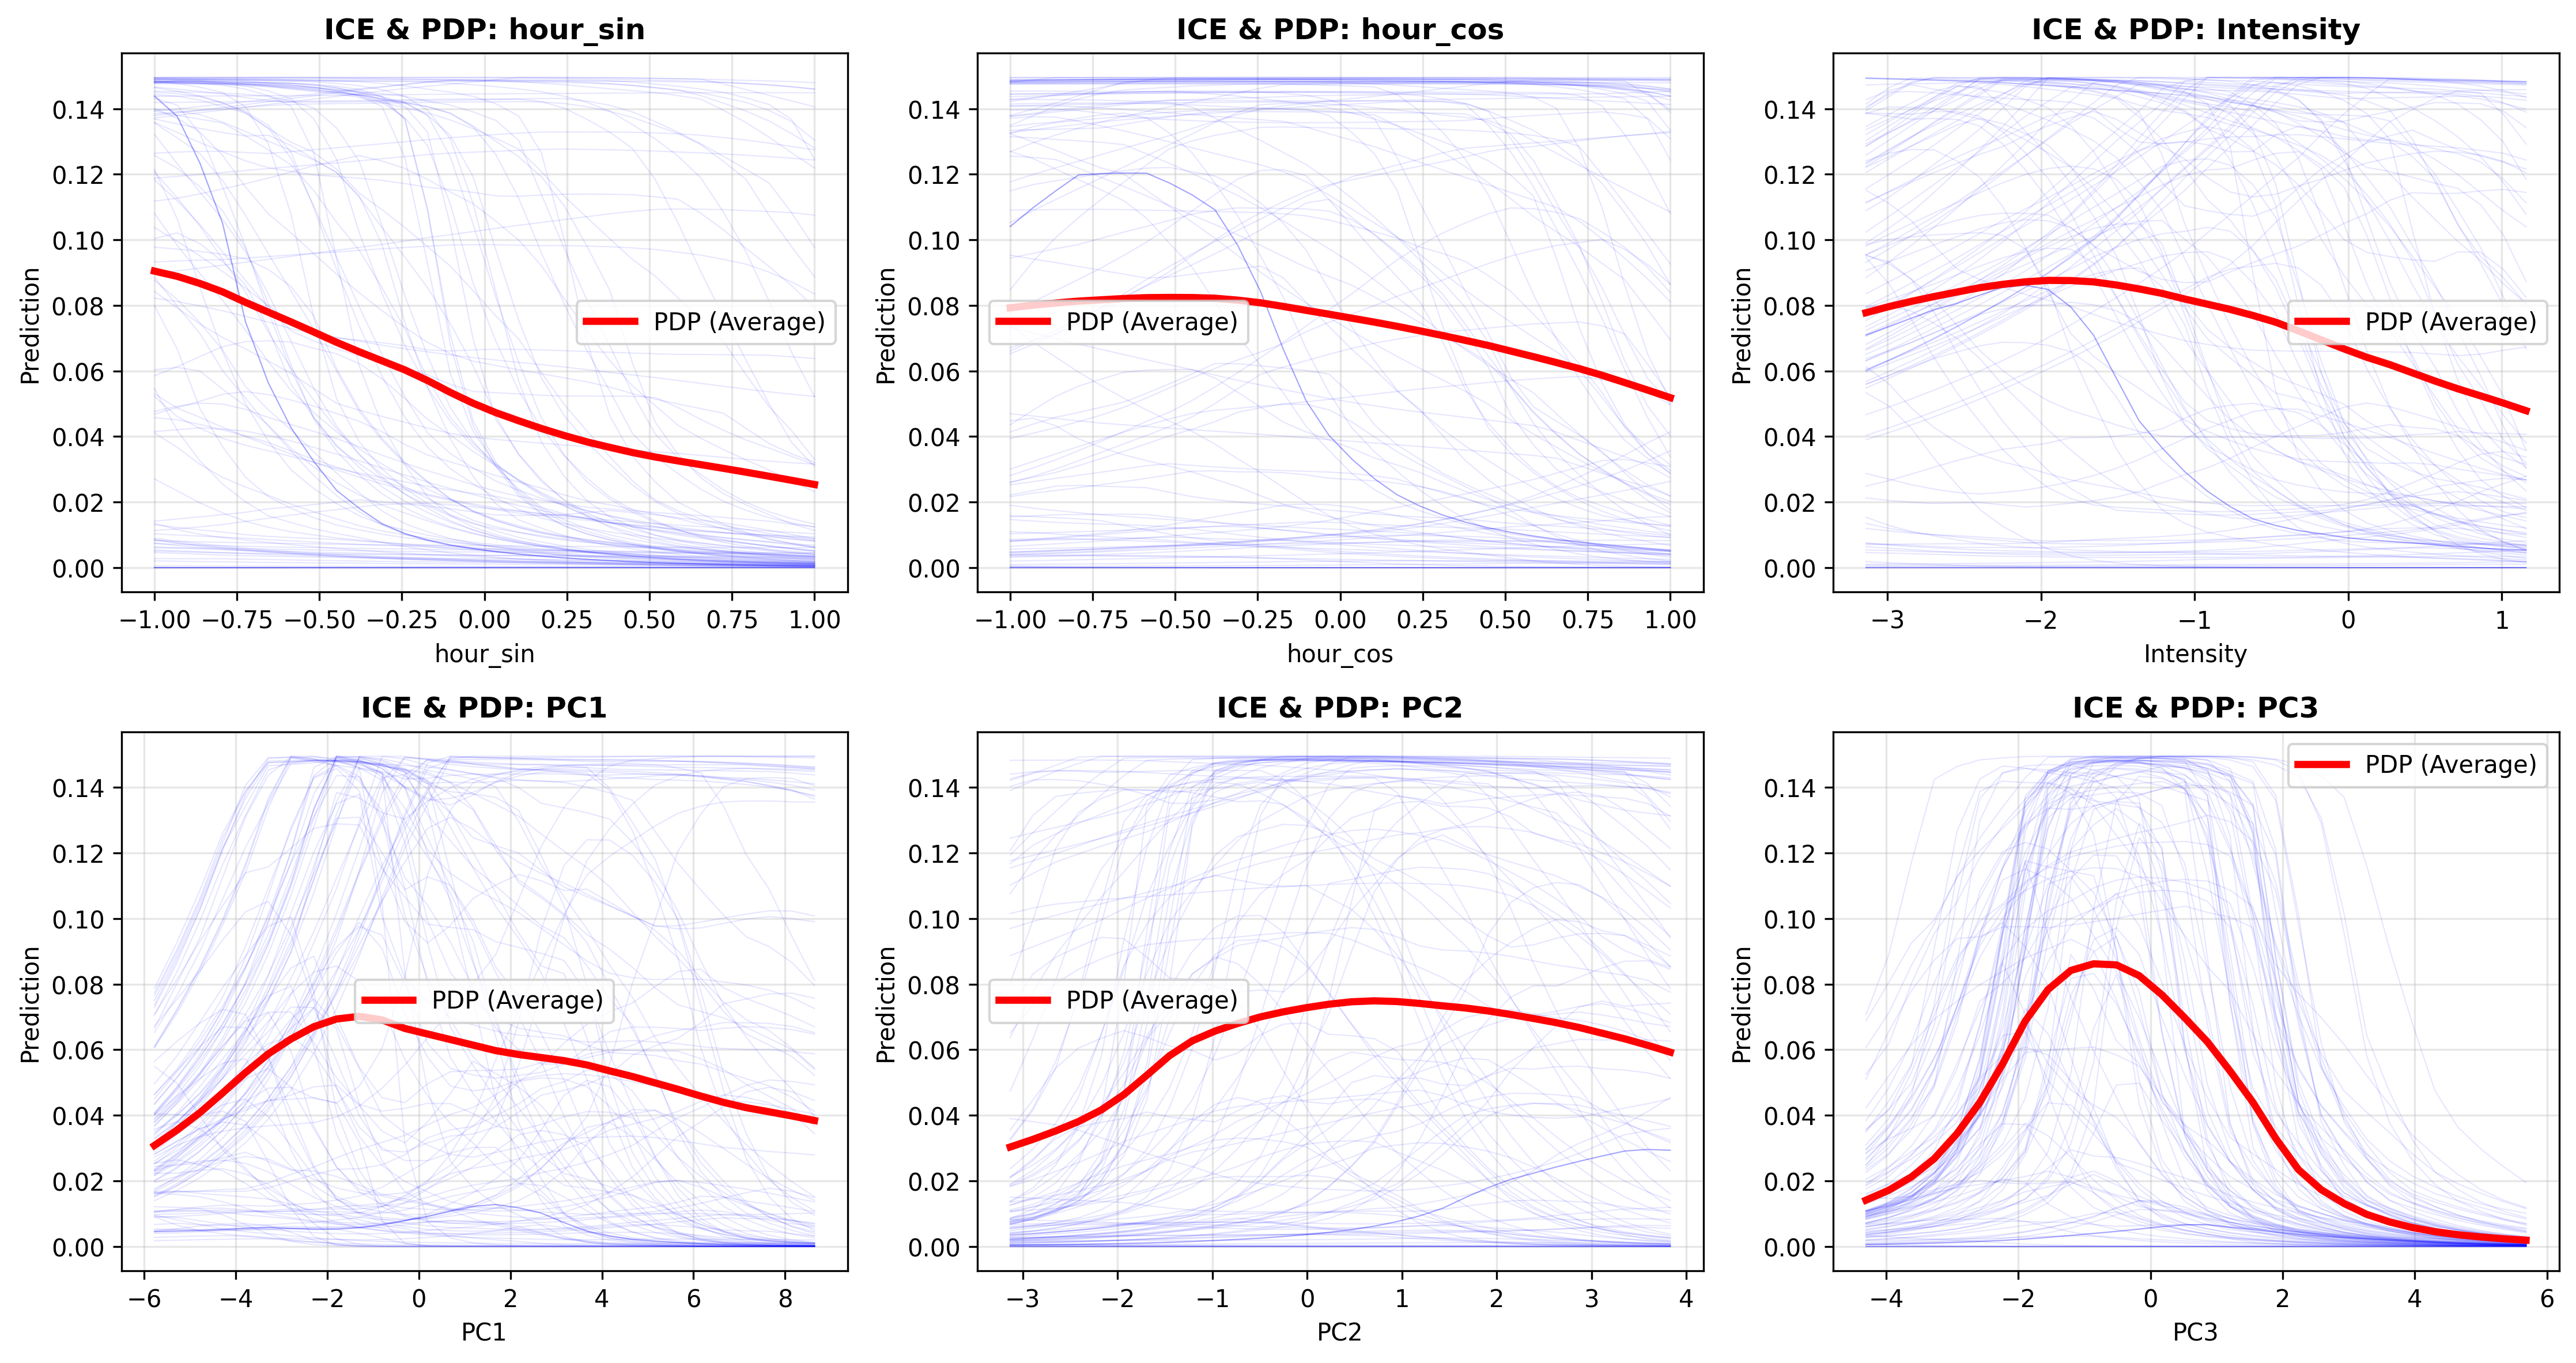 ICE & PDP: hour_sin
Prediction
0.14
0.12
0.10
0.08
0.06
0.04
0.02
0.00
PDP (Average)
−1.00 −0.75 −0.50 −0.25 0.00 0.25 0.50 0.75 1.00
hour_sin
ICE & PDP: hour_cos
Prediction
0.14
0.12
0.10
0.08
0.06
0.04
0.02
0.00
PDP (Average)
−1.00 −0.75 −0.50 −0.25 0.00 0.25 0.50 0.75 1.00
hour_cos
ICE & PDP: Intensity
Prediction
0.14
0.12
0.10
0.08
0.06
0.04
0.02
0.00
PDP (Average)
−3 −2 −1 0 1
Intensity
ICE & PDP: PC1
Prediction
0.14
0.12
0.10
0.08
0.06
0.04
0.02
0.00
PDP (Average)
−6 −4 −2 0 2 4 6 8
PC1
ICE & PDP: PC2
Prediction
0.14
0.12
0.10
0.08
0.06
0.04
0.02
0.00
PDP (Average)
−3 −2 −1 0 1 2 3 4
PC2
ICE & PDP: PC3
Prediction
0.14
0.12
0.10
0.08
0.06
0.04
0.02
0.00
PDP (Average)
−4 −2 0 2 4 6
PC3